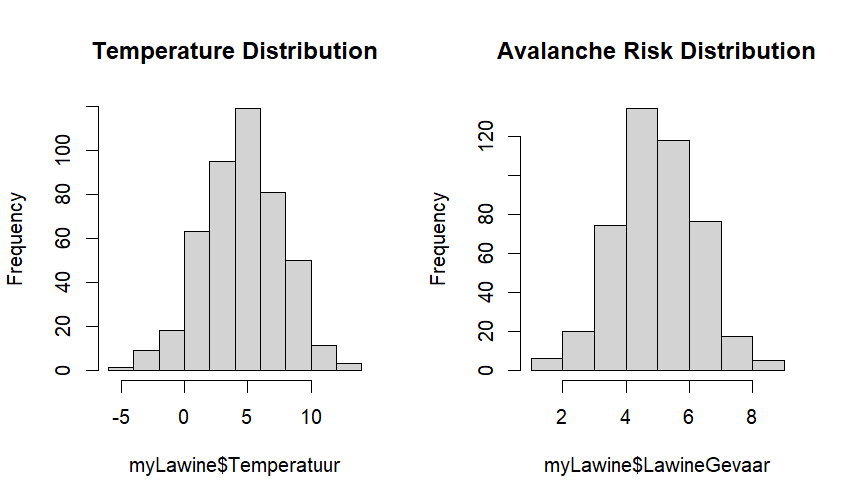 Temperature Distribution
Frequency
0
20
40
60
80
100
-5 0 5 10
myLawine$Temperatuur
Avalanche Risk Distribution
Frequency
0
20
40
60
80
120
2 4 6 8
myLawine$LawineGevaar